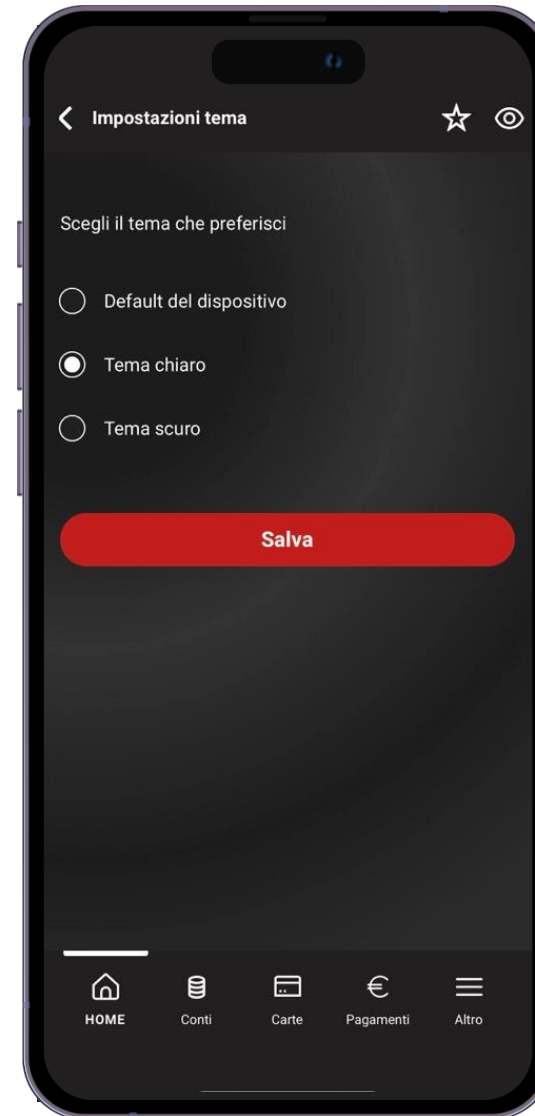 Impostazioni tema
Scegli il tema che preferisci
Default del dispositivo
Tema chiaro
Tema scuro
Salva
HOME Conti Carte Pagamenti Altro